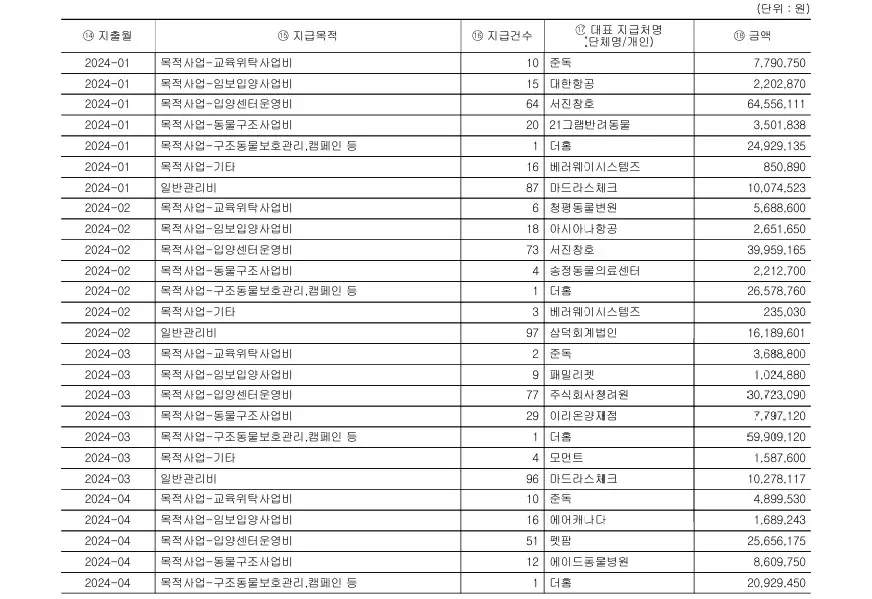 (단위 : 원)
⑭ 지출월 ⑮ 지급목적 ⑯ 지급건수 ⑰ 대표 지급처명 (단체명/개인) ⑱ 금액
2024-01 목적사업-교육위탁사업비 10 준독 7,790,750
2024-01 목적사업-임보입양사업비 15 대한항공 2,202,870
2024-01 목적사업-입양센터운영비 64 서진창호 64,556,111
2024-01 목적사업-동물구조사업비 20 21그램반려동물 3,501,838
2024-01 목적사업-구조동물보호관리,캠페인 등 1 더홈 24,929,135
2024-01 목적사업-기타 16 베러웨이시스템즈 850,890
2024-01 일반관리비 87 마드라스체크 10,074,523
2024-02 목적사업-교육위탁사업비 6 청평동물병원 5,688,600
2024-02 목적사업-임보입양사업비 18 아시아나항공 2,651,650
2024-02 목적사업-입양센터운영비 73 서진창호 39,959,165
2024-02 목적사업-동물구조사업비 4 송정동물의료센터 2,212,700
2024-02 목적사업-구조동물보호관리,캠페인 등 1 더홈 26,578,760
2024-02 목적사업-기타 3 베러웨이시스템즈 235,030
2024-02 일반관리비 97 삼덕회계법인 16,189,601
2024-03 목적사업-교육위탁사업비 2 준독 3,688,800
2024-03 목적사업-임보입양사업비 9 패밀리펫 1,024,880
2024-03 목적사업-입양센터운영비 77 30,723,090
2024-03 목적사업-동물구조사업비 29 이리온양재점 7,797,120
2024-03 목적사업-구조동물보호관리,캠페인 등 1 더홈 59,909,120
2024-03 목적사업-기타 4 모먼트 1,587,600
2024-03 일반관리비 96 마드라스체크 10,278,117
2024-04 목적사업-교육위탁사업비 10 준독 4,899,530
2024-04 목적사업-임보입양사업비 16 에어캐나다 1,689,243
2024-04 목적사업-입양센터운영비 51 펫팜 25,656,175
2024-04 목적사업-동물구조사업비 12 에이드동물병원 8,609,750
2024-04 목적사업-구조동물보호관리,캠페인 등 1 더홈 20,929,450